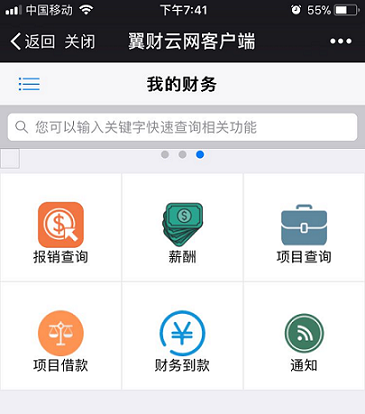 中国移动 下午7:41 55%
返回 关闭 翼财云网客户端
我的财务
您可以输入关键字快速查询相关功能
报销查询 薪酬 项目查询
项目借款 财务到款 通知